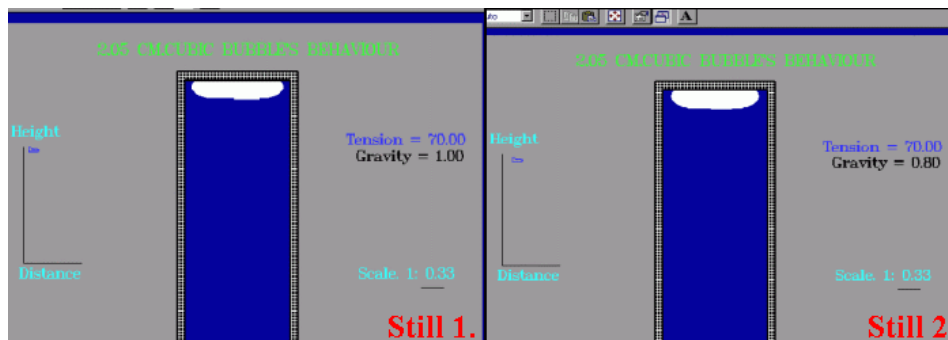 2.05 CM.CUBIC BUBBLE'S BEHAVIOUR
Height
Tension = 70.00
Gravity = 1.00
Distance
Scale. 1: 0.33
Still 1.
A
2.05 CM.CUBIC BUBBLE'S BEHAVIOUR
Height
Tension = 70.00
Gravity = 0.80
Distance
Scale. 1: 0.33
Still 2